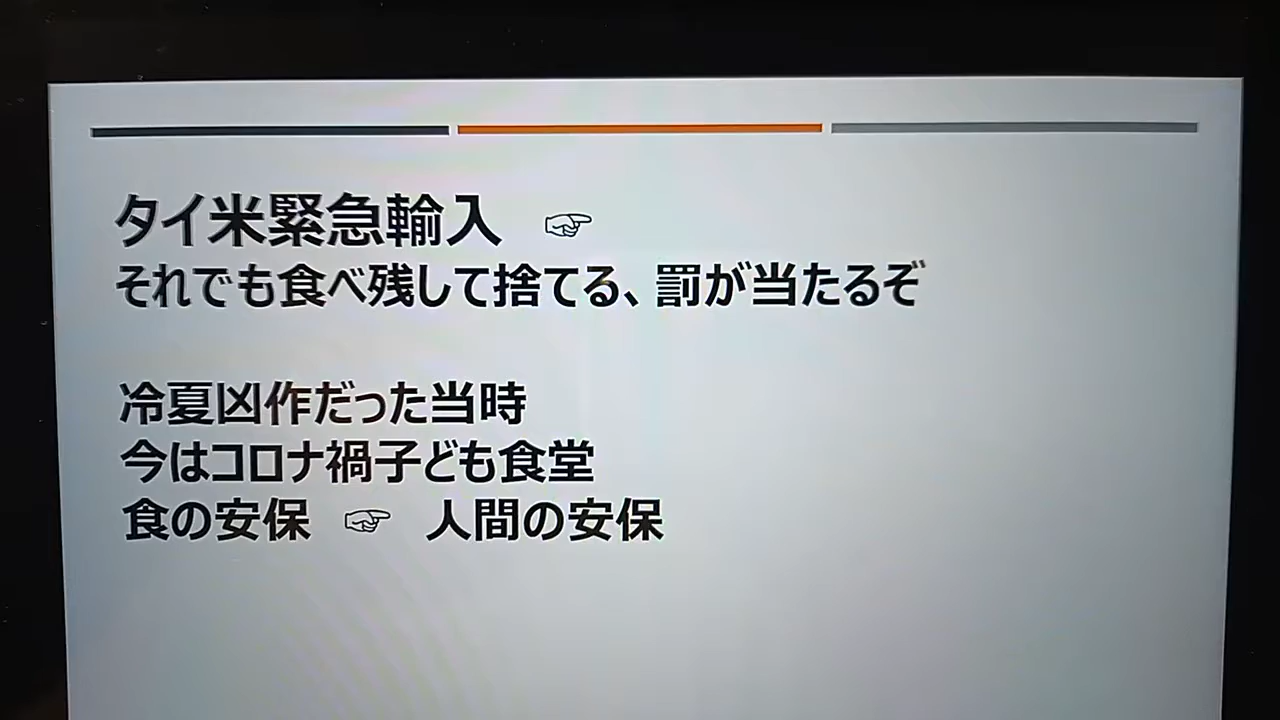 タイ米緊急輸入 ☞
それでも食べ残して捨てる、罰が当たるぞ
冷夏凶作だった当時
今はコロナ禍子ども食堂
食の安保 ☞ 人間の安保